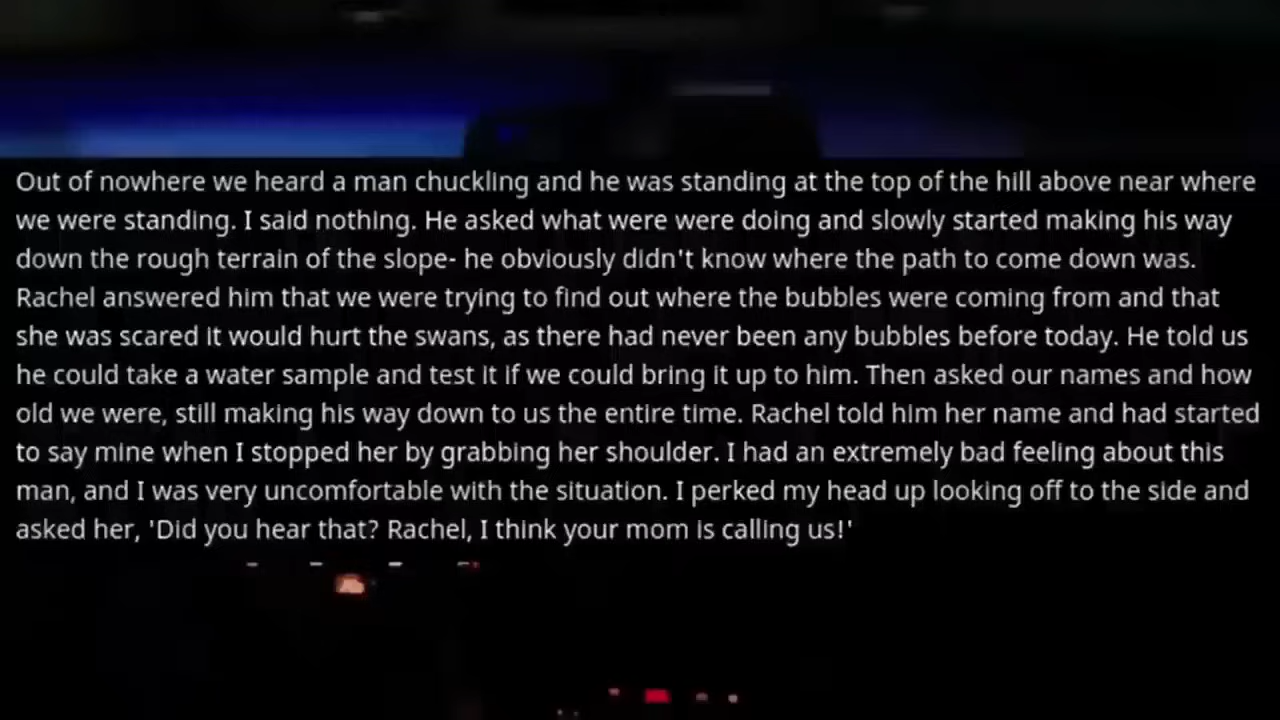 Out of nowhere we heard a man chuckling and he was standing at the top of the hill above near where
we were standing. I said nothing. He asked what were were doing and slowly started making his way
down the rough terrain of the slope- he obviously didn't know where the path to come down was.
Rachel answered him that we were trying to find out where the bubbles were coming from and that
she was scared it would hurt the swans, as there had never been any bubbles before today. He told us
he could take a water sample and test it if we could bring it up to him. Then asked our names and how
old we were, still making his way down to us the entire time. Rachel told him her name and had started
to say mine when I stopped her by grabbing her shoulder. I had an extremely bad feeling about this
man, and I was very uncomfortable with the situation. I perked my head up looking off to the side and
asked her, 'Did you hear that? Rachel, I think your mom is calling us!'